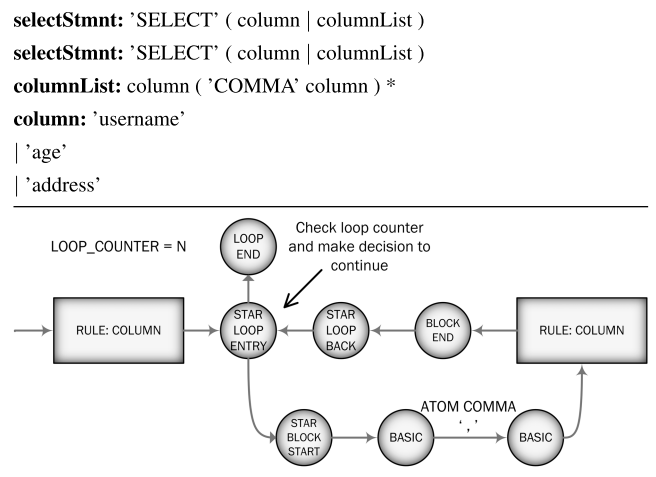 selectStmnt: ’SELECT’ ( column | columnList )
selectStmnt: ’SELECT’ ( column | columnList )
columnList: column ( ’COMMA’ column ) *
column: ’username’
| ’age’
| ’address’
LOOP_COUNTER = N
LOOP
END
Check loop counter
and make decision to
continue
RULE: COLUMN
STAR
LOOP
ENTRY
STAR
LOOP
BACK
BLOCK
END
RULE: COLUMN
STAR
BLOCK
START
BASIC
ATOM COMMA
‘ , ’
BASIC